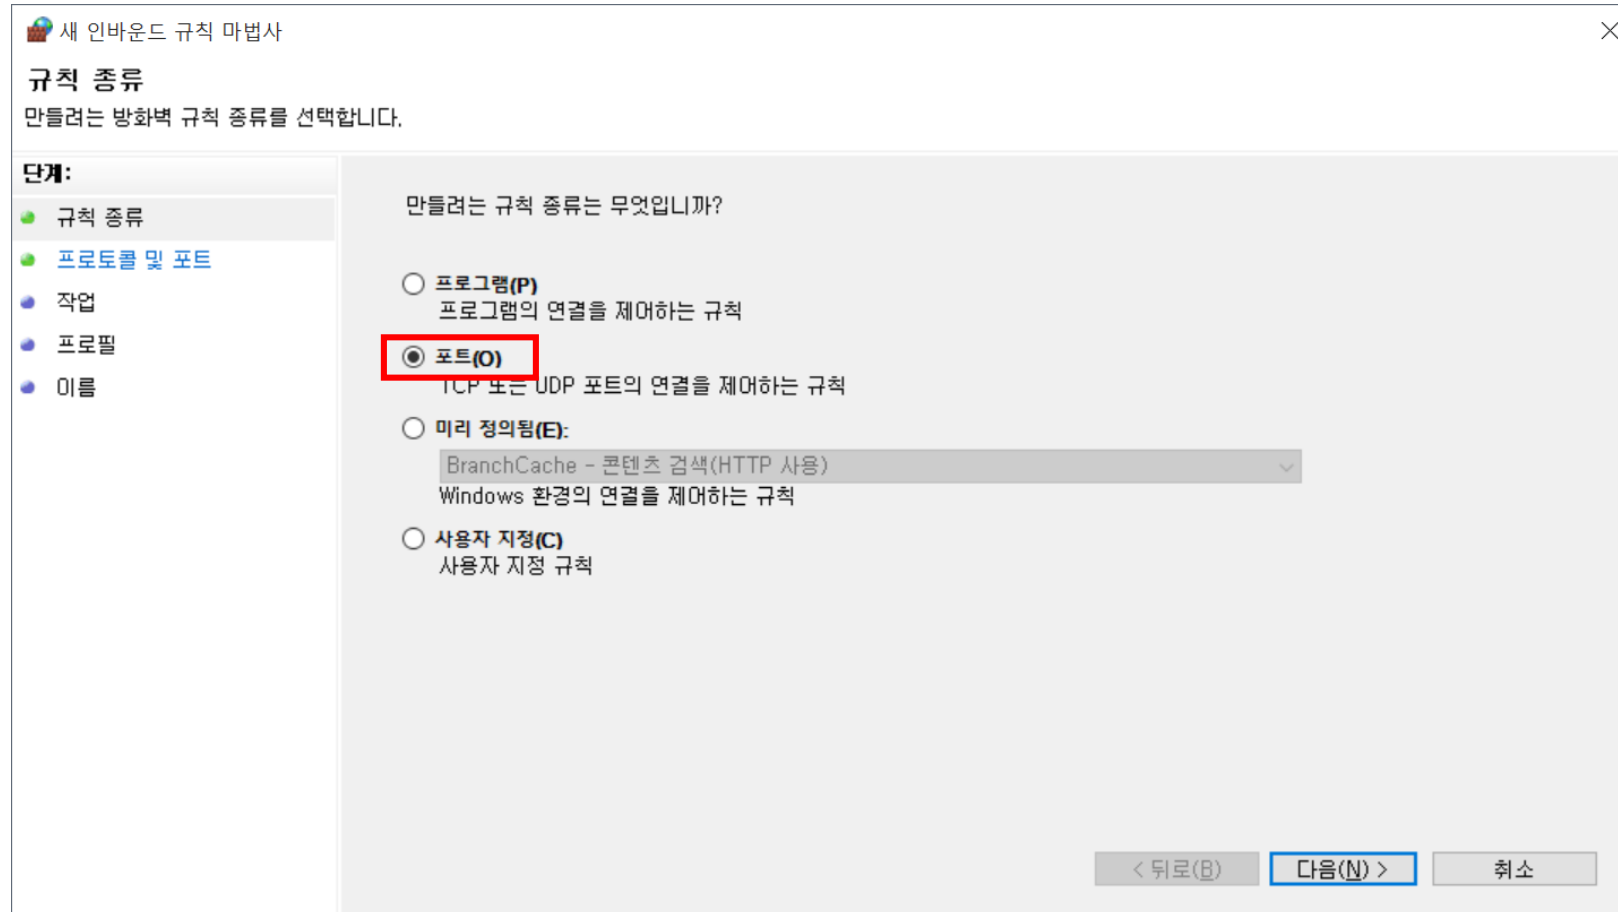 새 인바운드 규칙 마법사
규칙 종류
만들려는 방화벽 규칙 종류를 선택합니다.
단계:
규칙 종류
프로토콜 및 포트
작업
프로필
이름
만들려는 규칙 종류는 무엇입니까?
프로그램(P)
프로그램의 연결을 제어하는 규칙
포트(O)
TCP 또는 UDP 포트의 연결을 제어하는 규칙
미리 정의됨(E):
BranchCache - 콘텐츠 검색(HTTP 사용)
Windows 환경의 연결을 제어하는 규칙
사용자 지정(C)
사용자 지정 규칙
< 뒤로(B)
다음(N) >
취소